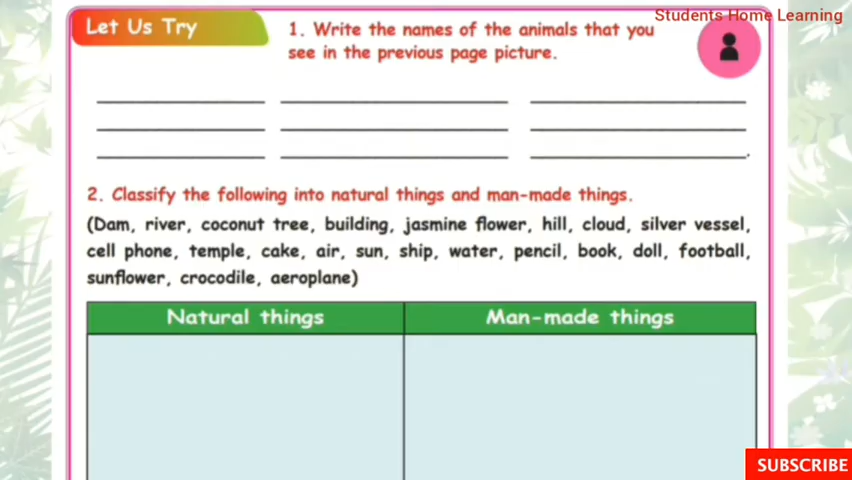 Students Home Learning
Let Us Try
1. Write the names of the animals that you
see in the previous page picture.
2. Classify the following into natural things and man-made things.
(Dam, river, coconut tree, building, jasmine flower, hill, cloud, silver vessel,
cell phone, temple, cake, air, sun, ship, water, pencil, book, doll, football,
sunflower, crocodile, aeroplane)
Natural things Man-made things
SUBSCRIBE